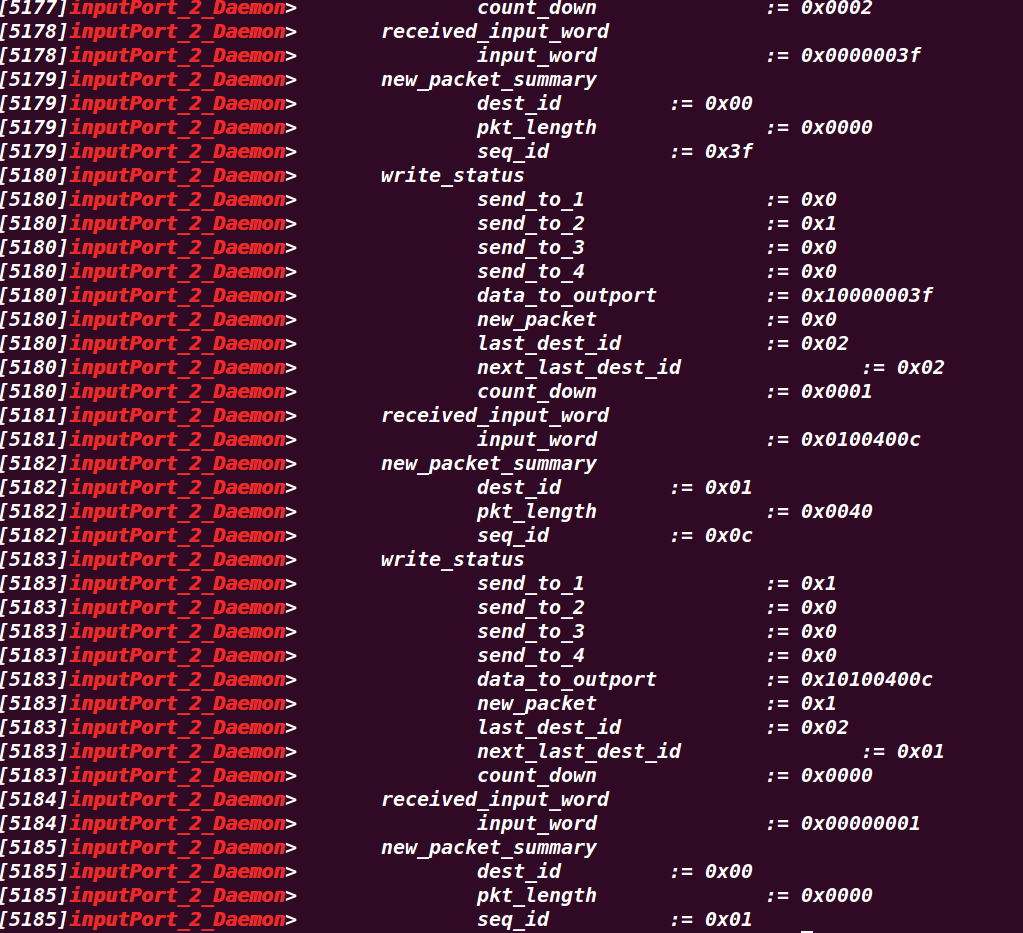 [5177]inputPort_2_Daemon> count_down := 0x0002
[5178]inputPort_2_Daemon> received_input_word
[5178]inputPort_2_Daemon> input_word := 0x0000003f
[5179]inputPort_2_Daemon> new_packet_summary
[5179]inputPort_2_Daemon> dest_id := 0x00
[5179]inputPort_2_Daemon> pkt_length := 0x0000
[5179]inputPort_2_Daemon> seq_id := 0x3f
[5180]inputPort_2_Daemon> write_status
[5180]inputPort_2_Daemon> send_to_1 := 0x0
[5180]inputPort_2_Daemon> send_to_2 := 0x1
[5180]inputPort_2_Daemon> send_to_3 := 0x0
[5180]inputPort_2_Daemon> send_to_4 := 0x0
[5180]inputPort_2_Daemon> data_to_outport := 0x10000003f
[5180]inputPort_2_Daemon> new_packet := 0x0
[5180]inputPort_2_Daemon> last_dest_id := 0x02
[5180]inputPort_2_Daemon> next_last_dest_id := 0x02
[5180]inputPort_2_Daemon> count_down := 0x0001
[5181]inputPort_2_Daemon> received_input_word
[5181]inputPort_2_Daemon> input_word := 0x0100400c
[5182]inputPort_2_Daemon> new_packet_summary
[5182]inputPort_2_Daemon> dest_id := 0x01
[5182]inputPort_2_Daemon> pkt_length := 0x0040
[5182]inputPort_2_Daemon> seq_id := 0x0c
[5183]inputPort_2_Daemon> write_status
[5183]inputPort_2_Daemon> send_to_1 := 0x1
[5183]inputPort_2_Daemon> send_to_2 := 0x0
[5183]inputPort_2_Daemon> send_to_3 := 0x0
[5183]inputPort_2_Daemon> send_to_4 := 0x0
[5183]inputPort_2_Daemon> data_to_outport := 0x10100400c
[5183]inputPort_2_Daemon> new_packet := 0x1
[5183]inputPort_2_Daemon> last_dest_id := 0x02
[5183]inputPort_2_Daemon> next_last_dest_id := 0x01
[5183]inputPort_2_Daemon> count_down := 0x0000
[5184]inputPort_2_Daemon> received_input_word
[5184]inputPort_2_Daemon> input_word := 0x00000001
[5185]inputPort_2_Daemon> new_packet_summary
[5185]inputPort_2_Daemon> dest_id := 0x00
[5185]inputPort_2_Daemon> pkt_length := 0x0000
[5185]inputPort_2_Daemon> seq_id := 0x01